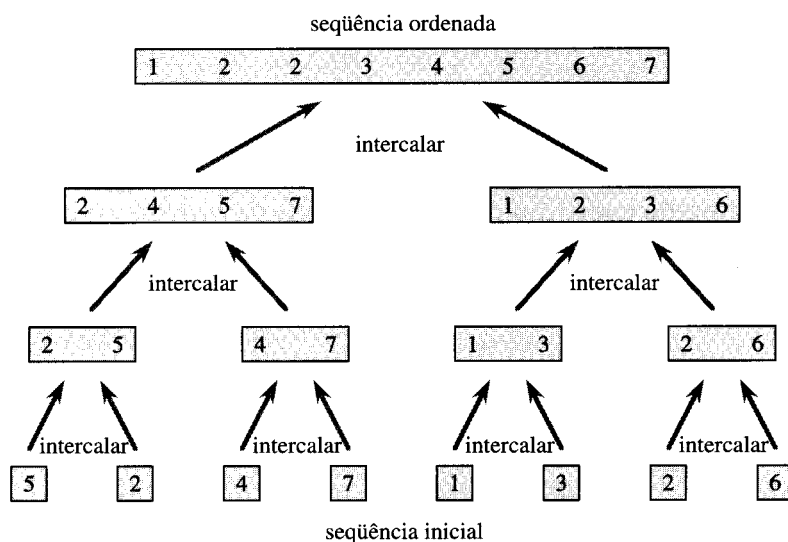 seqüência ordenada
1 2 2 3 4 5 6 7
intercalar
2 4 5 7 1 2 3 6
intercalar intercalar
2 5 4 7 1 3 2 6
intercalar intercalar intercalar intercalar
5 2 4 7 1 3 2 6
seqüência inicial